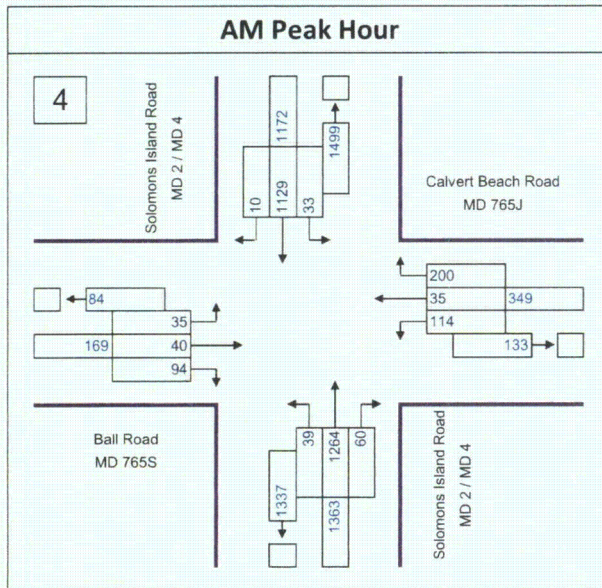 AM Peak Hour
4
Solomons Island Road
MD 2 / MD 4
1172
1499
10
1129
33
Calvert Beach Road
MD 765J
84
35
169
40
94
200
35
349
114
133
Ball Road
MD 765S
39
1264
60
1337
1363
Solomons Island Road
MD 2 / MD 4